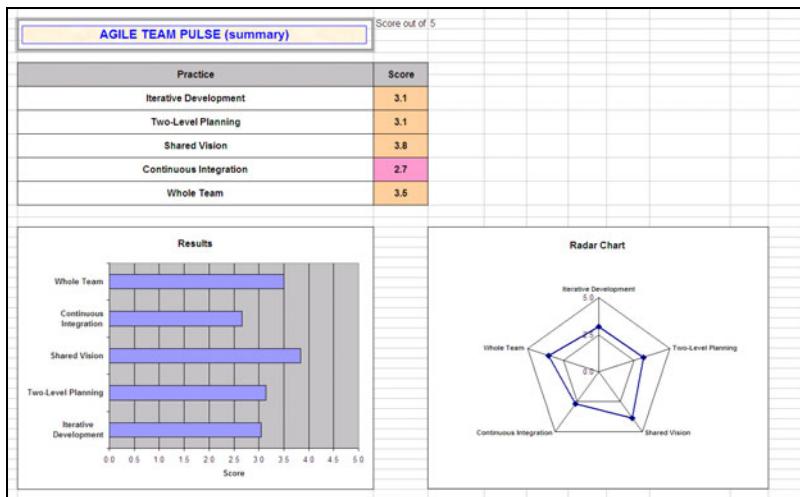 AGILE TEAM PULSE (summary)
Score out of 5
Practice Score
Iterative Development 3.1
Two-Level Planning 3.1
Shared Vision 3.8
Continuous Integration 2.7
Whole Team 3.5
Results
Whole Team
Continuous
Integration
Shared Vision
Two-Level Planning
Iterative
Development
0.0 0.5 1.0 1.5 2.0 2.5 3.0 3.5 4.0 4.5 5.0
Score
Radar Chart
Iterative Development
5.0
2.5
0.0
Whole Team
Two-Level Planning
Continuous Integration
Shared Vision